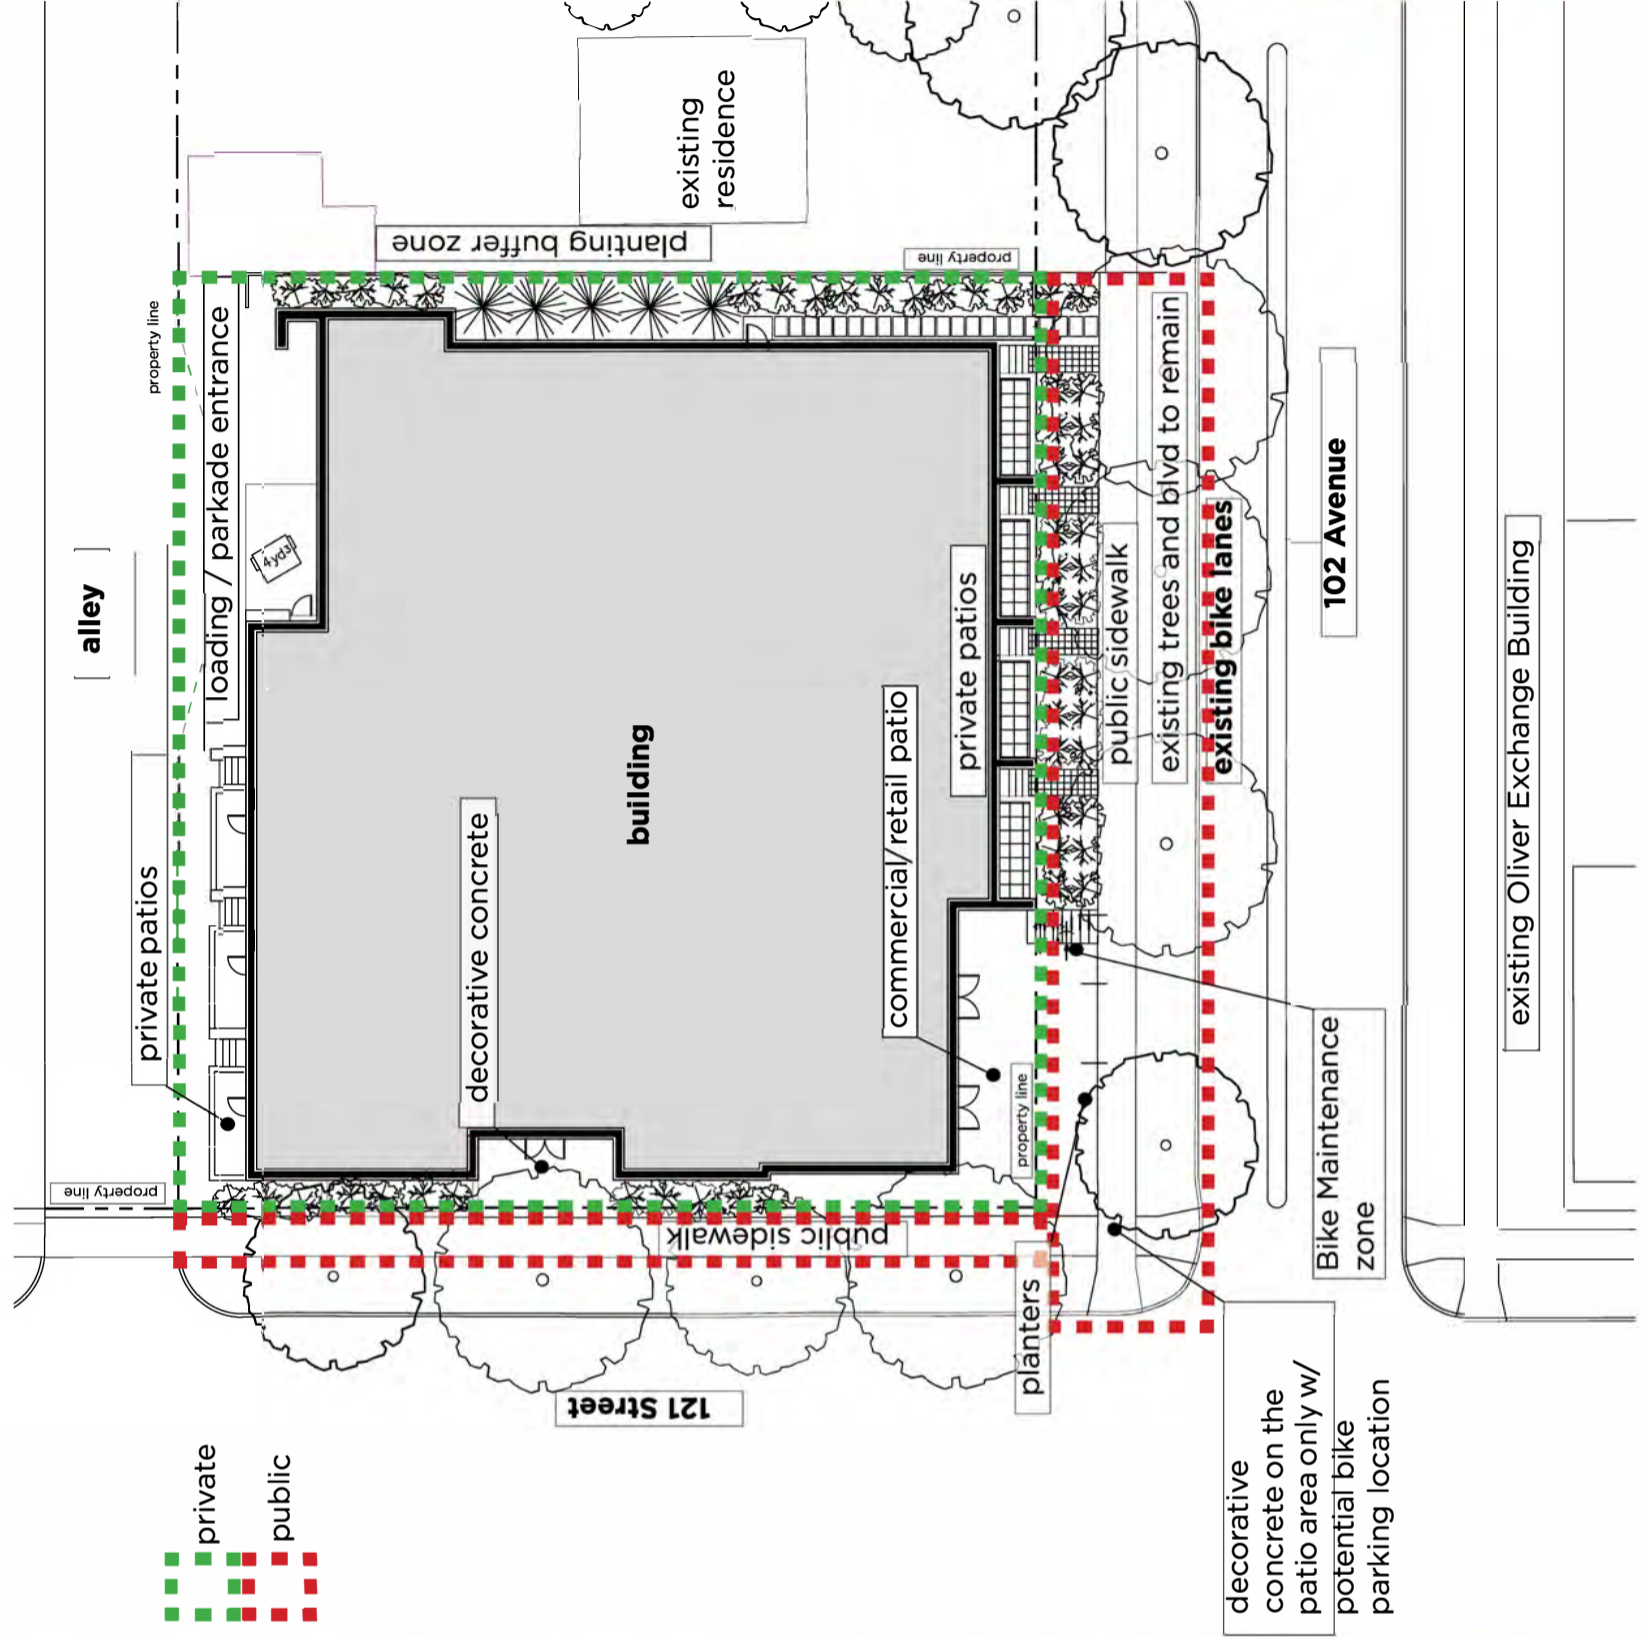 existing
residence
planting buffer zone
property line
property line
loading / parkade entrance
4yd³
alley
building
private patios
decorative concrete
commercial/retail patio
private patios
public sidewalk
existing trees and blvd to remain
existing bike lanes
102 Avenue
existing Oliver Exchange Building
property line
property line
public sidewalk
planters
Bike Maintenance
zone
121 Street
decorative
concrete on the
patio area only w/
potential bike
parking location
private
public